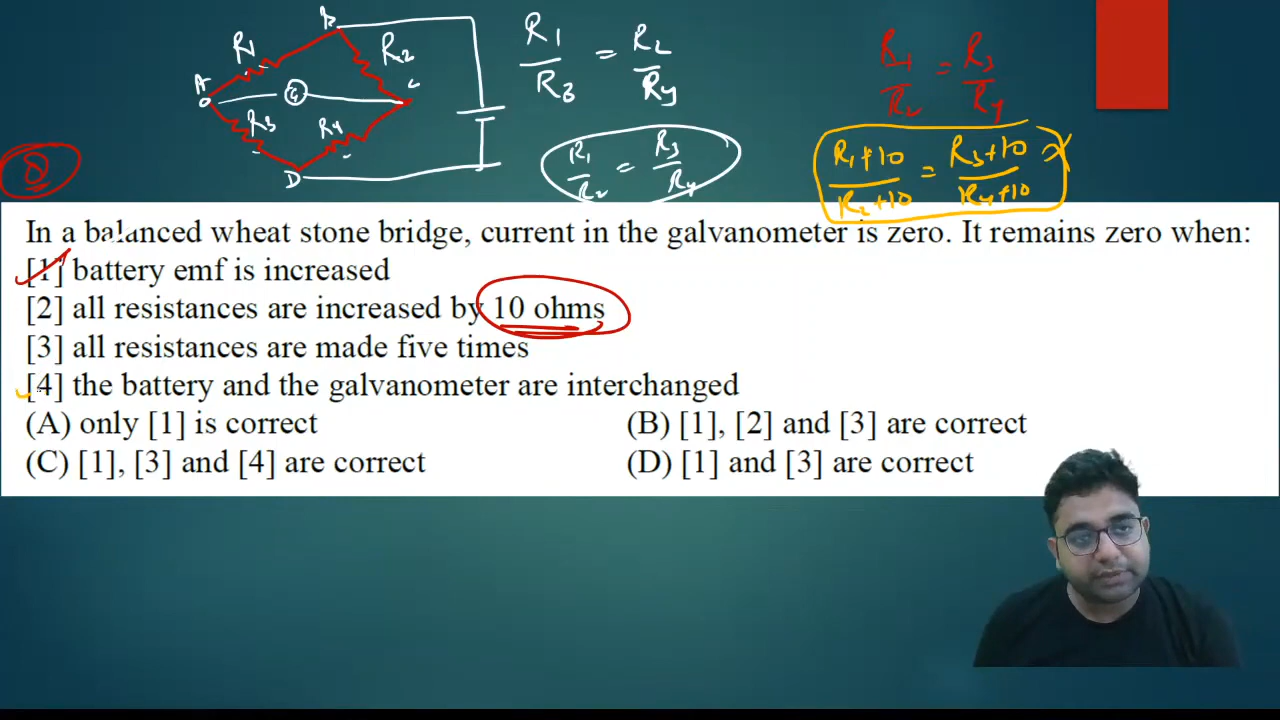 B
R1
R2
A
G
C
R3
R4
D
R1/R3 = R2/R4
R1/R2 = R3/R4
R1/R2 = R3/R4
R1+10/R2+10 = R3+10/R4+10
8
In a balanced wheat stone bridge, current in the galvanometer is zero. It remains zero when:
[1] battery emf is increased
[2] all resistances are increased by 10 ohms
[3] all resistances are made five times
[4] the battery and the galvanometer are interchanged
(A) only [1] is correct
(B) [1], [2] and [3] are correct
(C) [1], [3] and [4] are correct
(D) [1] and [3] are correct